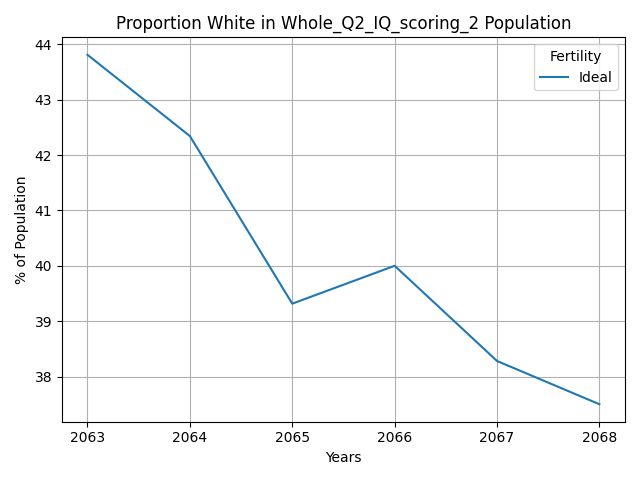 Proportion White in Whole_Q2_IQ_scoring_2 Population
44
43
42
41
40
39
38
% of Population
Fertility
Ideal
2063 2064 2065 2066 2067 2068
Years